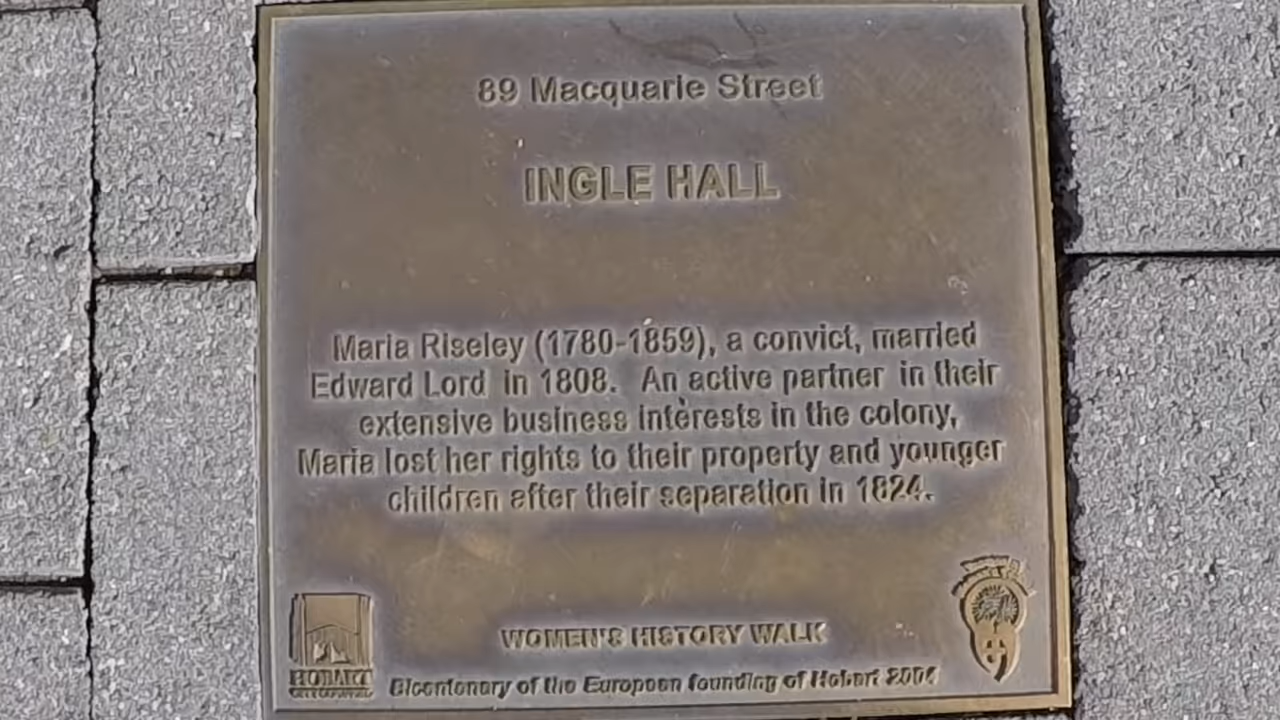 89 Macquarie Street
INGLE HALL
Maria Riseley (1780-1859), a convict, married
Edward Lord in 1808. An active partner in their
extensive business interests in the colony,
Maria lost her rights to their property and younger
children after their separation in 1824.
WOMEN'S HISTORY WALK
HOBART
Bicentenary of the European founding of Hobart 2004